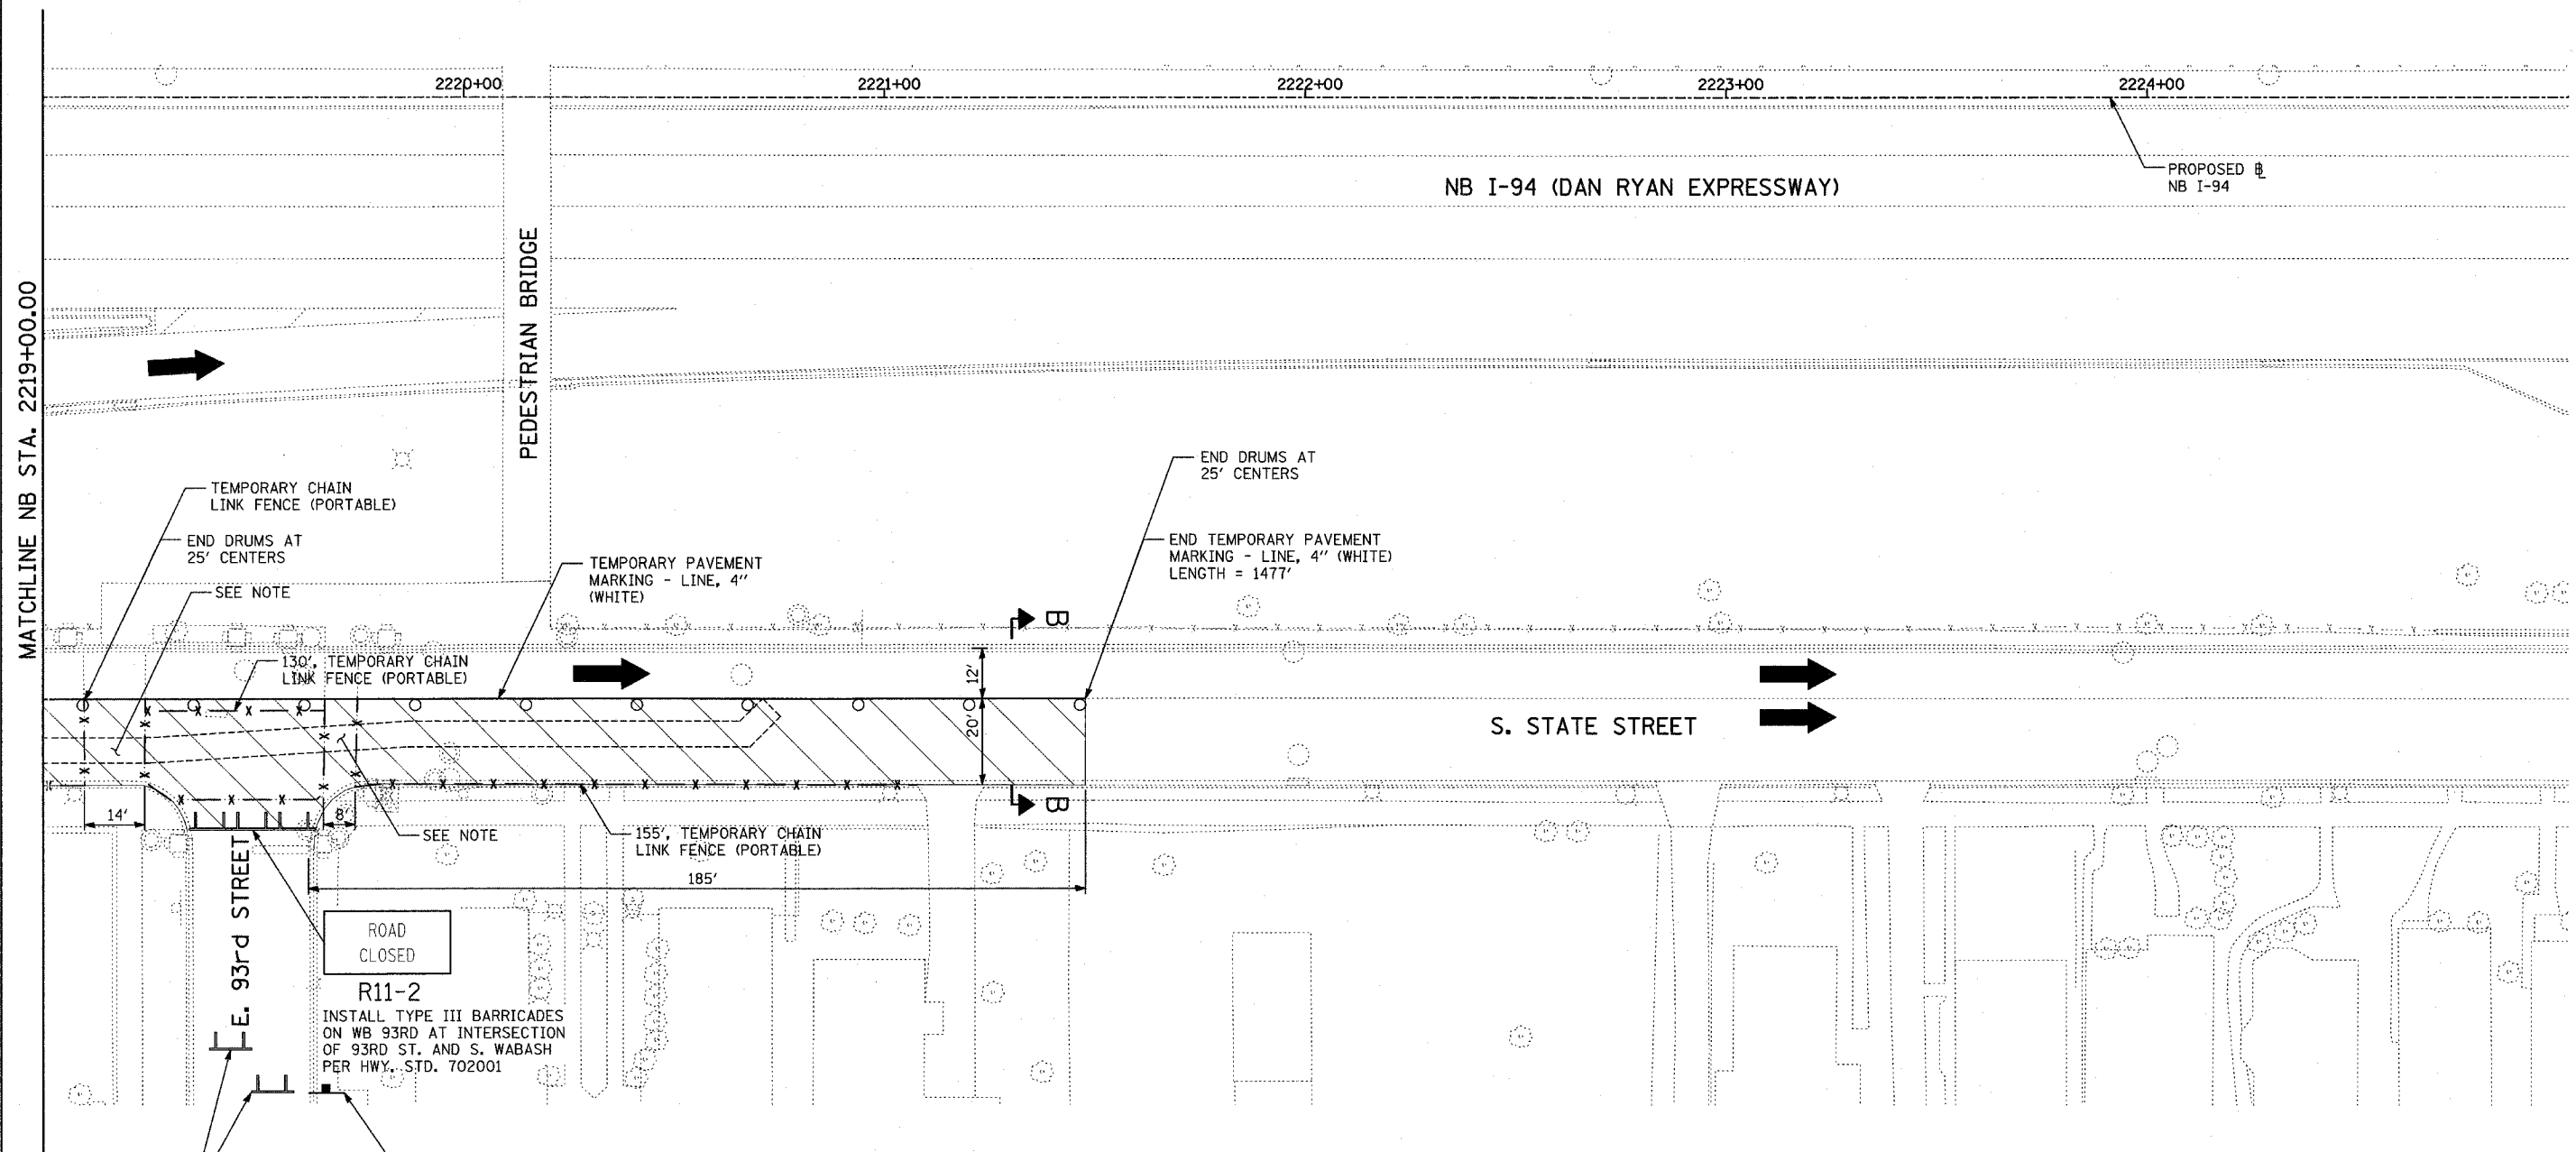 2220+00
2221+00
2222+00
2223+00
2224+00
PROPOSED B
NB I-94
NB I-94 (DAN RYAN EXPRESSWAY)
MATCHLINE NB STA. 2219+00.00
PEDESTRIAN BRIDGE
END DRUMS AT
25' CENTERS
TEMPORARY CHAIN
LINK FENCE (PORTABLE)
END DRUMS AT
25' CENTERS
SEE NOTE
TEMPORARY PAVEMENT
MARKING - LINE, 4"
(WHITE)
END TEMPORARY PAVEMENT
MARKING - LINE, 4" (WHITE)
LENGTH = 1477'
B
130', TEMPORARY CHAIN
LINK FENCE (PORTABLE)
12'
20'
S. STATE STREET
B
14'
8'
SEE NOTE
155', TEMPORARY CHAIN
LINK FENCE (PORTABLE)
185'
E. 93rd STREET
ROAD
CLOSED
R11-2
INSTALL TYPE III BARRICADES
ON WB 93RD AT INTERSECTION
OF 93RD ST. AND S. WABASH
PER HWY. STD. 702001